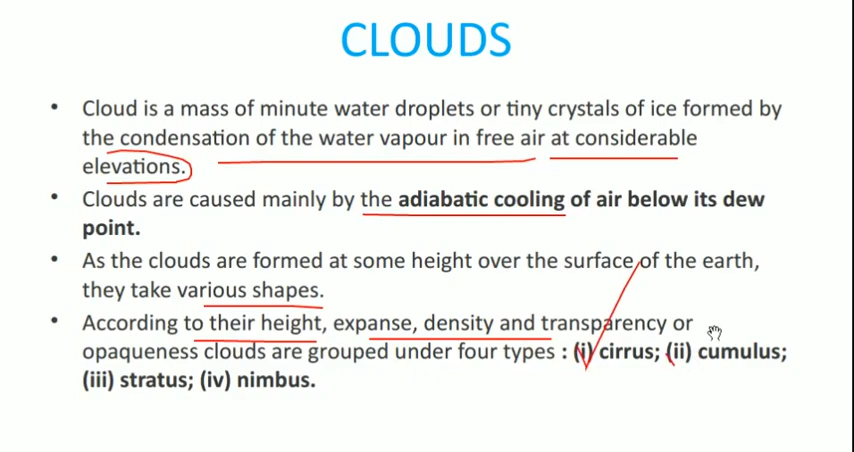 CLOUDS
• Cloud is a mass of minute water droplets or tiny crystals of ice formed by
the condensation of the water vapour in free air at considerable
elevations.
• Clouds are caused mainly by the adiabatic cooling of air below its dew
point.
• As the clouds are formed at some height over the surface of the earth,
they take various shapes.
• According to their height, expanse, density and transparency or
opaqueness clouds are grouped under four types : (i) cirrus; (ii) cumulus;
(iii) stratus; (iv) nimbus.